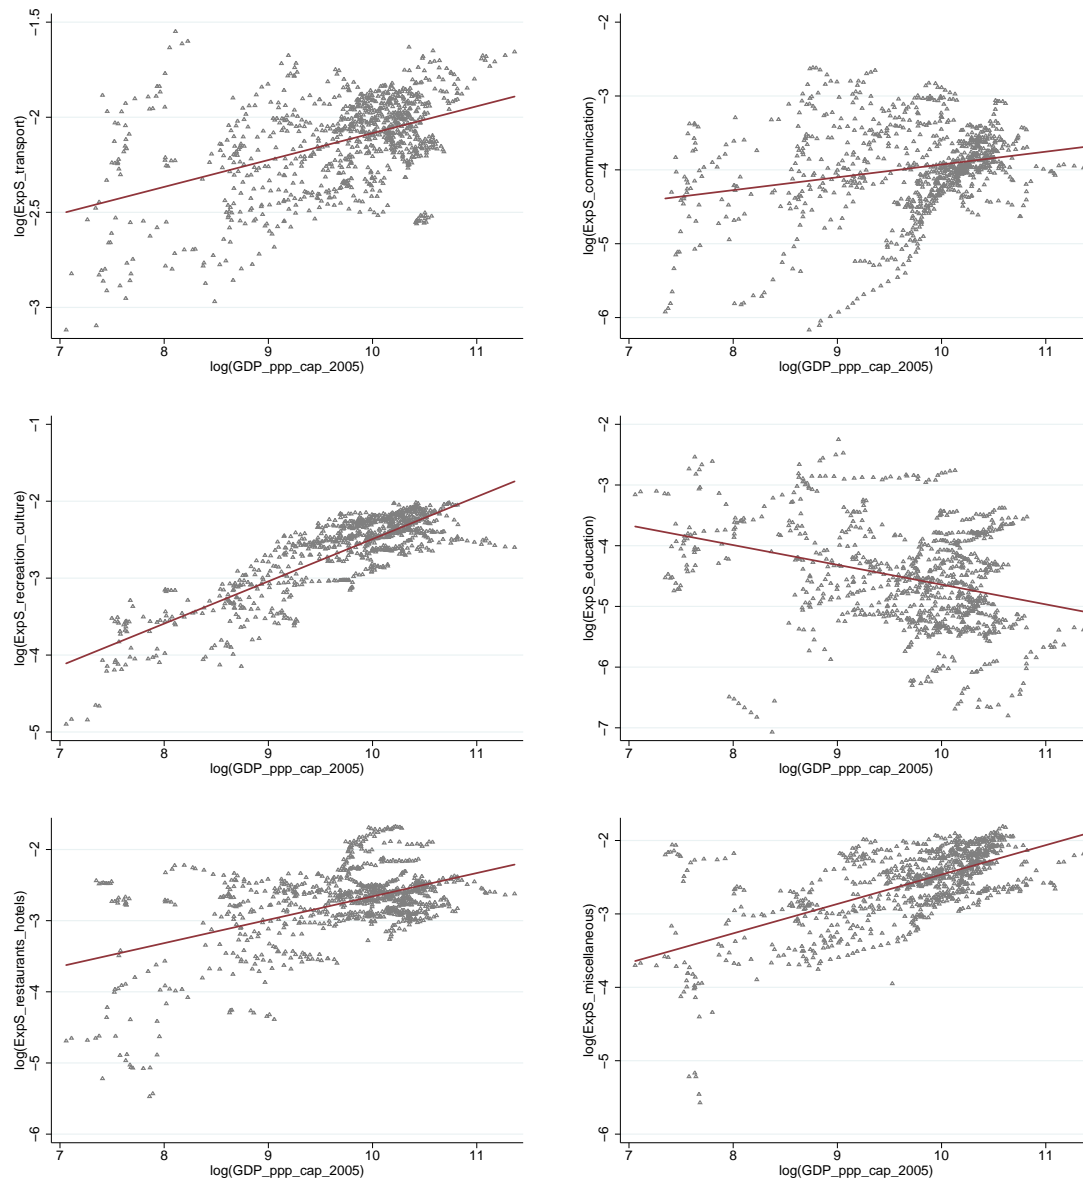 log(ExpS_transport)
−1.5
−2
−2.5
−3
7 8 9 10 11
log(GDP_ppp_cap_2005)
log(ExpS_communication)
−2
−3
−4
−5
−6
7 8 9 10 11
log(GDP_ppp_cap_2005)
log(ExpS_recreation_culture)
−1
−2
−3
−4
−5
7 8 9 10 11
log(GDP_ppp_cap_2005)
log(ExpS_education)
−2
−3
−4
−5
−6
−7
7 8 9 10 11
log(GDP_ppp_cap_2005)
log(ExpS_restaurants_hotels)
−2
−3
−4
−5
−6
7 8 9 10 11
log(GDP_ppp_cap_2005)
log(ExpS_miscellaneous)
−2
−3
−4
−5
−6
7 8 9 10 11
log(GDP_ppp_cap_2005)